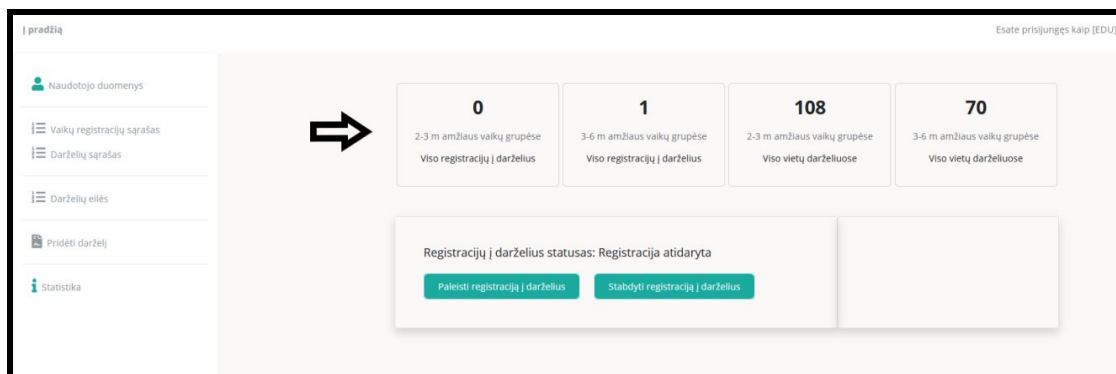 Į pradžią
Esate prisijungęs kaip [EDU]
Naudotojo duomenys
Vaikų registracijų sąrašas
Darželių sąrašas
Darželių eilės
Pridėti darželį
Statistika
0
2-3 m amžiaus vaikų grupėse
Viso registracijų į darželius
1
3-6 m amžiaus vaikų grupėse
Viso registracijų į darželius
108
2-3 m amžiaus vaikų grupėse
Viso vietų darželiuose
70
3-6 m amžiaus vaikų grupėse
Viso vietų darželiuose
Registracijų į darželius statusas: Registracija atidaryta
Paleisti registraciją į darželius
Stabdyti registraciją į darželius